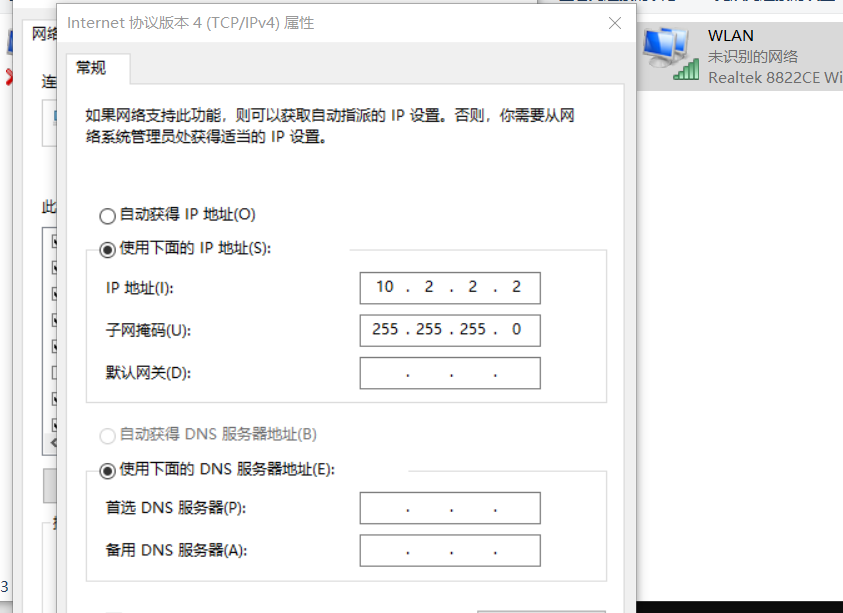 Internet 协议版本 4 (TCP/IPv4) 属性
网络
WLAN
未识别的网络
Realtek 8822CE Wi
常规
连
如果网络支持此功能，则可以获取自动指派的 IP 设置。否则，你需要从网
络系统管理员处获得适当的 IP 设置。
此
自动获得 IP 地址(O)
使用下面的 IP 地址(S):
IP 地址(I):
10 . 2 . 2 . 2
子网掩码(U):
255 . 255 . 255 . 0
默认网关(D):
. . .
自动获得 DNS 服务器地址(B)
使用下面的 DNS 服务器地址(E):
首选 DNS 服务器(P):
. . .
备用 DNS 服务器(A):
. . .
3